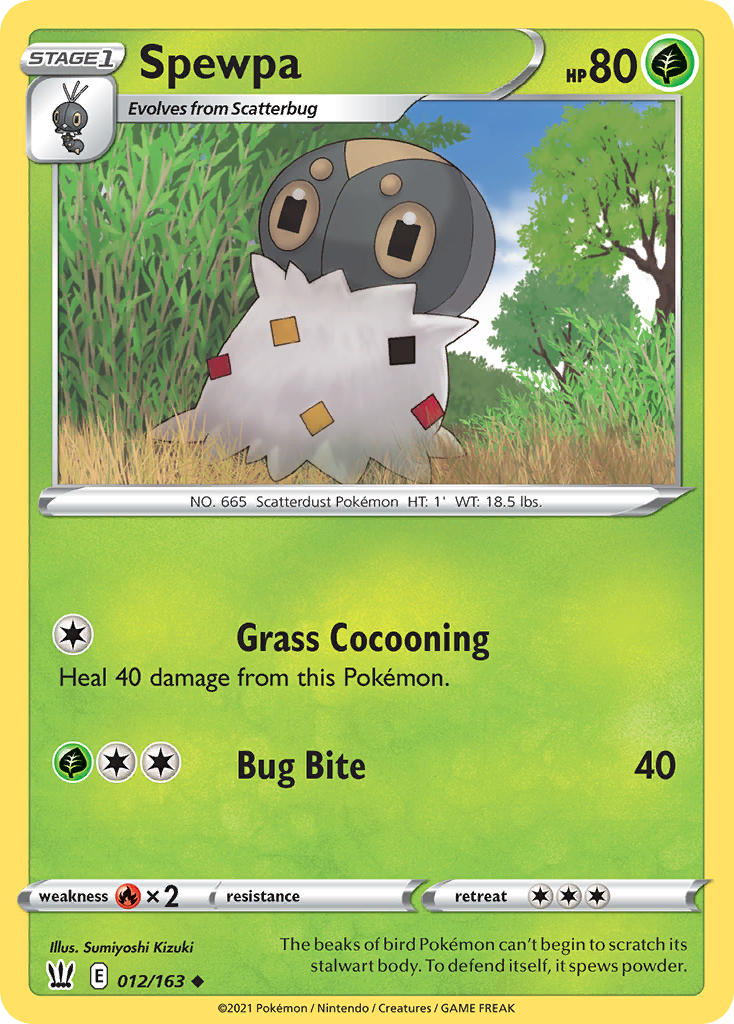 STAGE1
Spewpa
HP80
Evolves from Scatterbug
NO. 665 Scatterdust Pokémon HT: 1' WT: 18.5 lbs.
Grass Cocooning
Heal 40 damage from this Pokémon.
Bug Bite 40
weakness ×2 resistance retreat
Illus. Sumiyoshi Kizuki
The beaks of bird Pokémon can't begin to scratch its
stalwart body. To defend itself, it spews powder.
E 012/163
©2021 Pokémon / Nintendo / Creatures / GAME FREAK